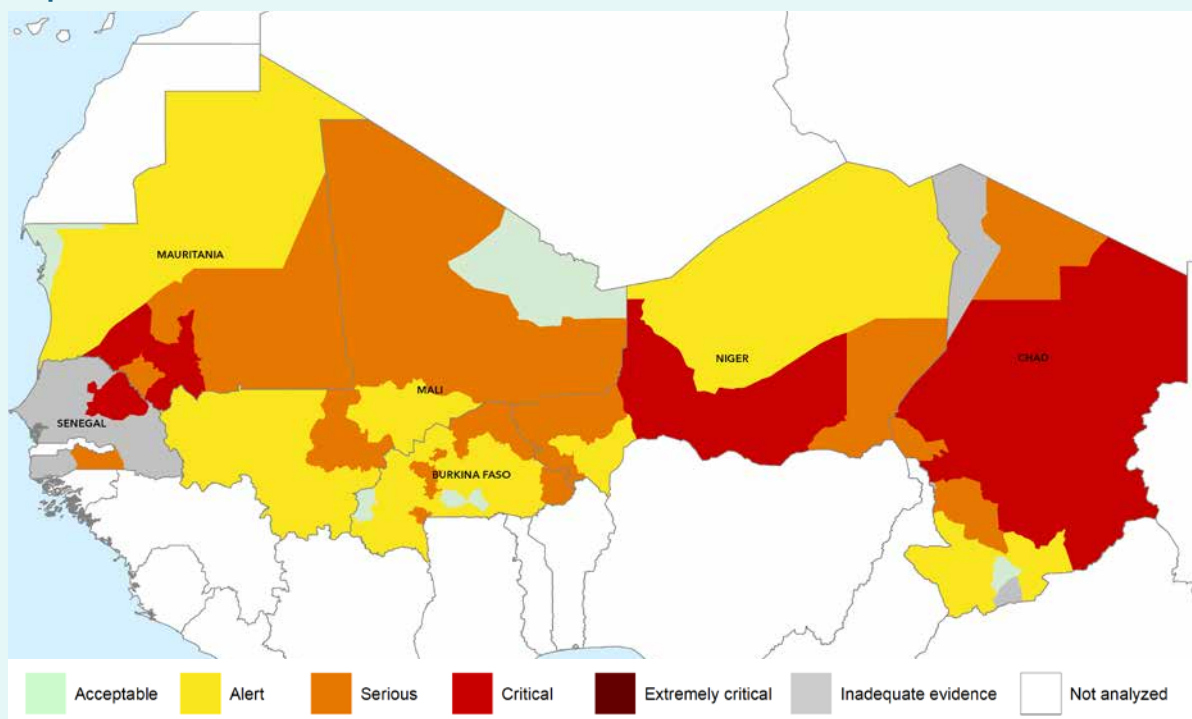 MAURITANIA
NIGER
CHAD
MALI
SENEGAL
BURKINA FASO
Acceptable Alert Serious Critical Extremely critical Inadequate evidence Not analyzed